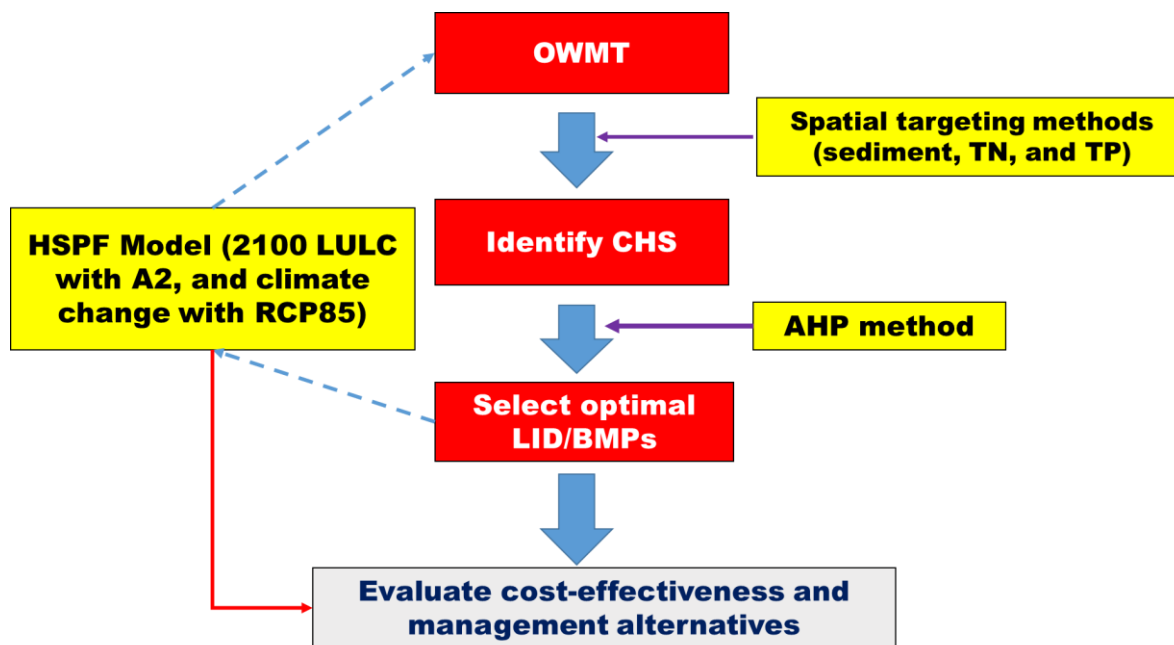 OWMT
Spatial targeting methods
(sediment, TN, and TP)
HSPF Model (2100 LULC
with A2, and climate
change with RCP85)
Identify CHS
AHP method
Select optimal
LID/BMPs
Evaluate cost-effectiveness and
management alternatives